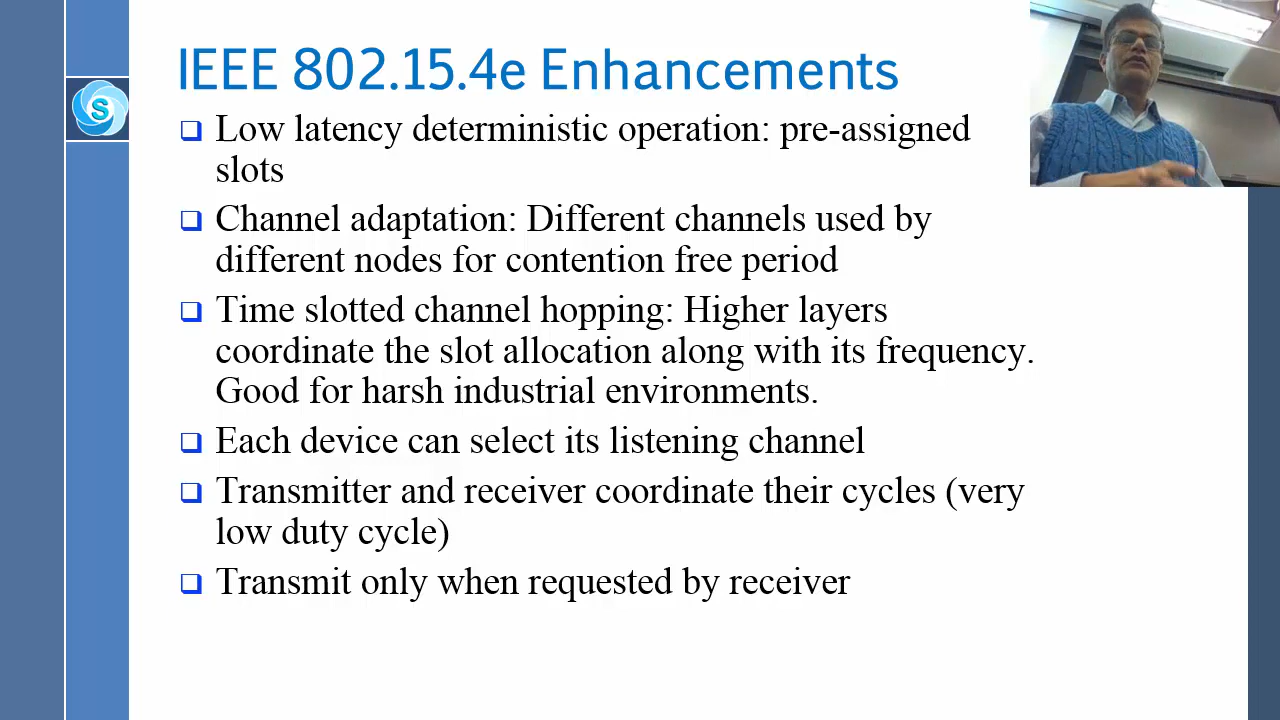 IEEE 802.15.4e Enhancements
Low latency deterministic operation: pre-assigned
slots
Channel adaptation: Different channels used by
different nodes for contention free period
Time slotted channel hopping: Higher layers
coordinate the slot allocation along with its frequency.
Good for harsh industrial environments.
Each device can select its listening channel
Transmitter and receiver coordinate their cycles (very
low duty cycle)
Transmit only when requested by receiver
S